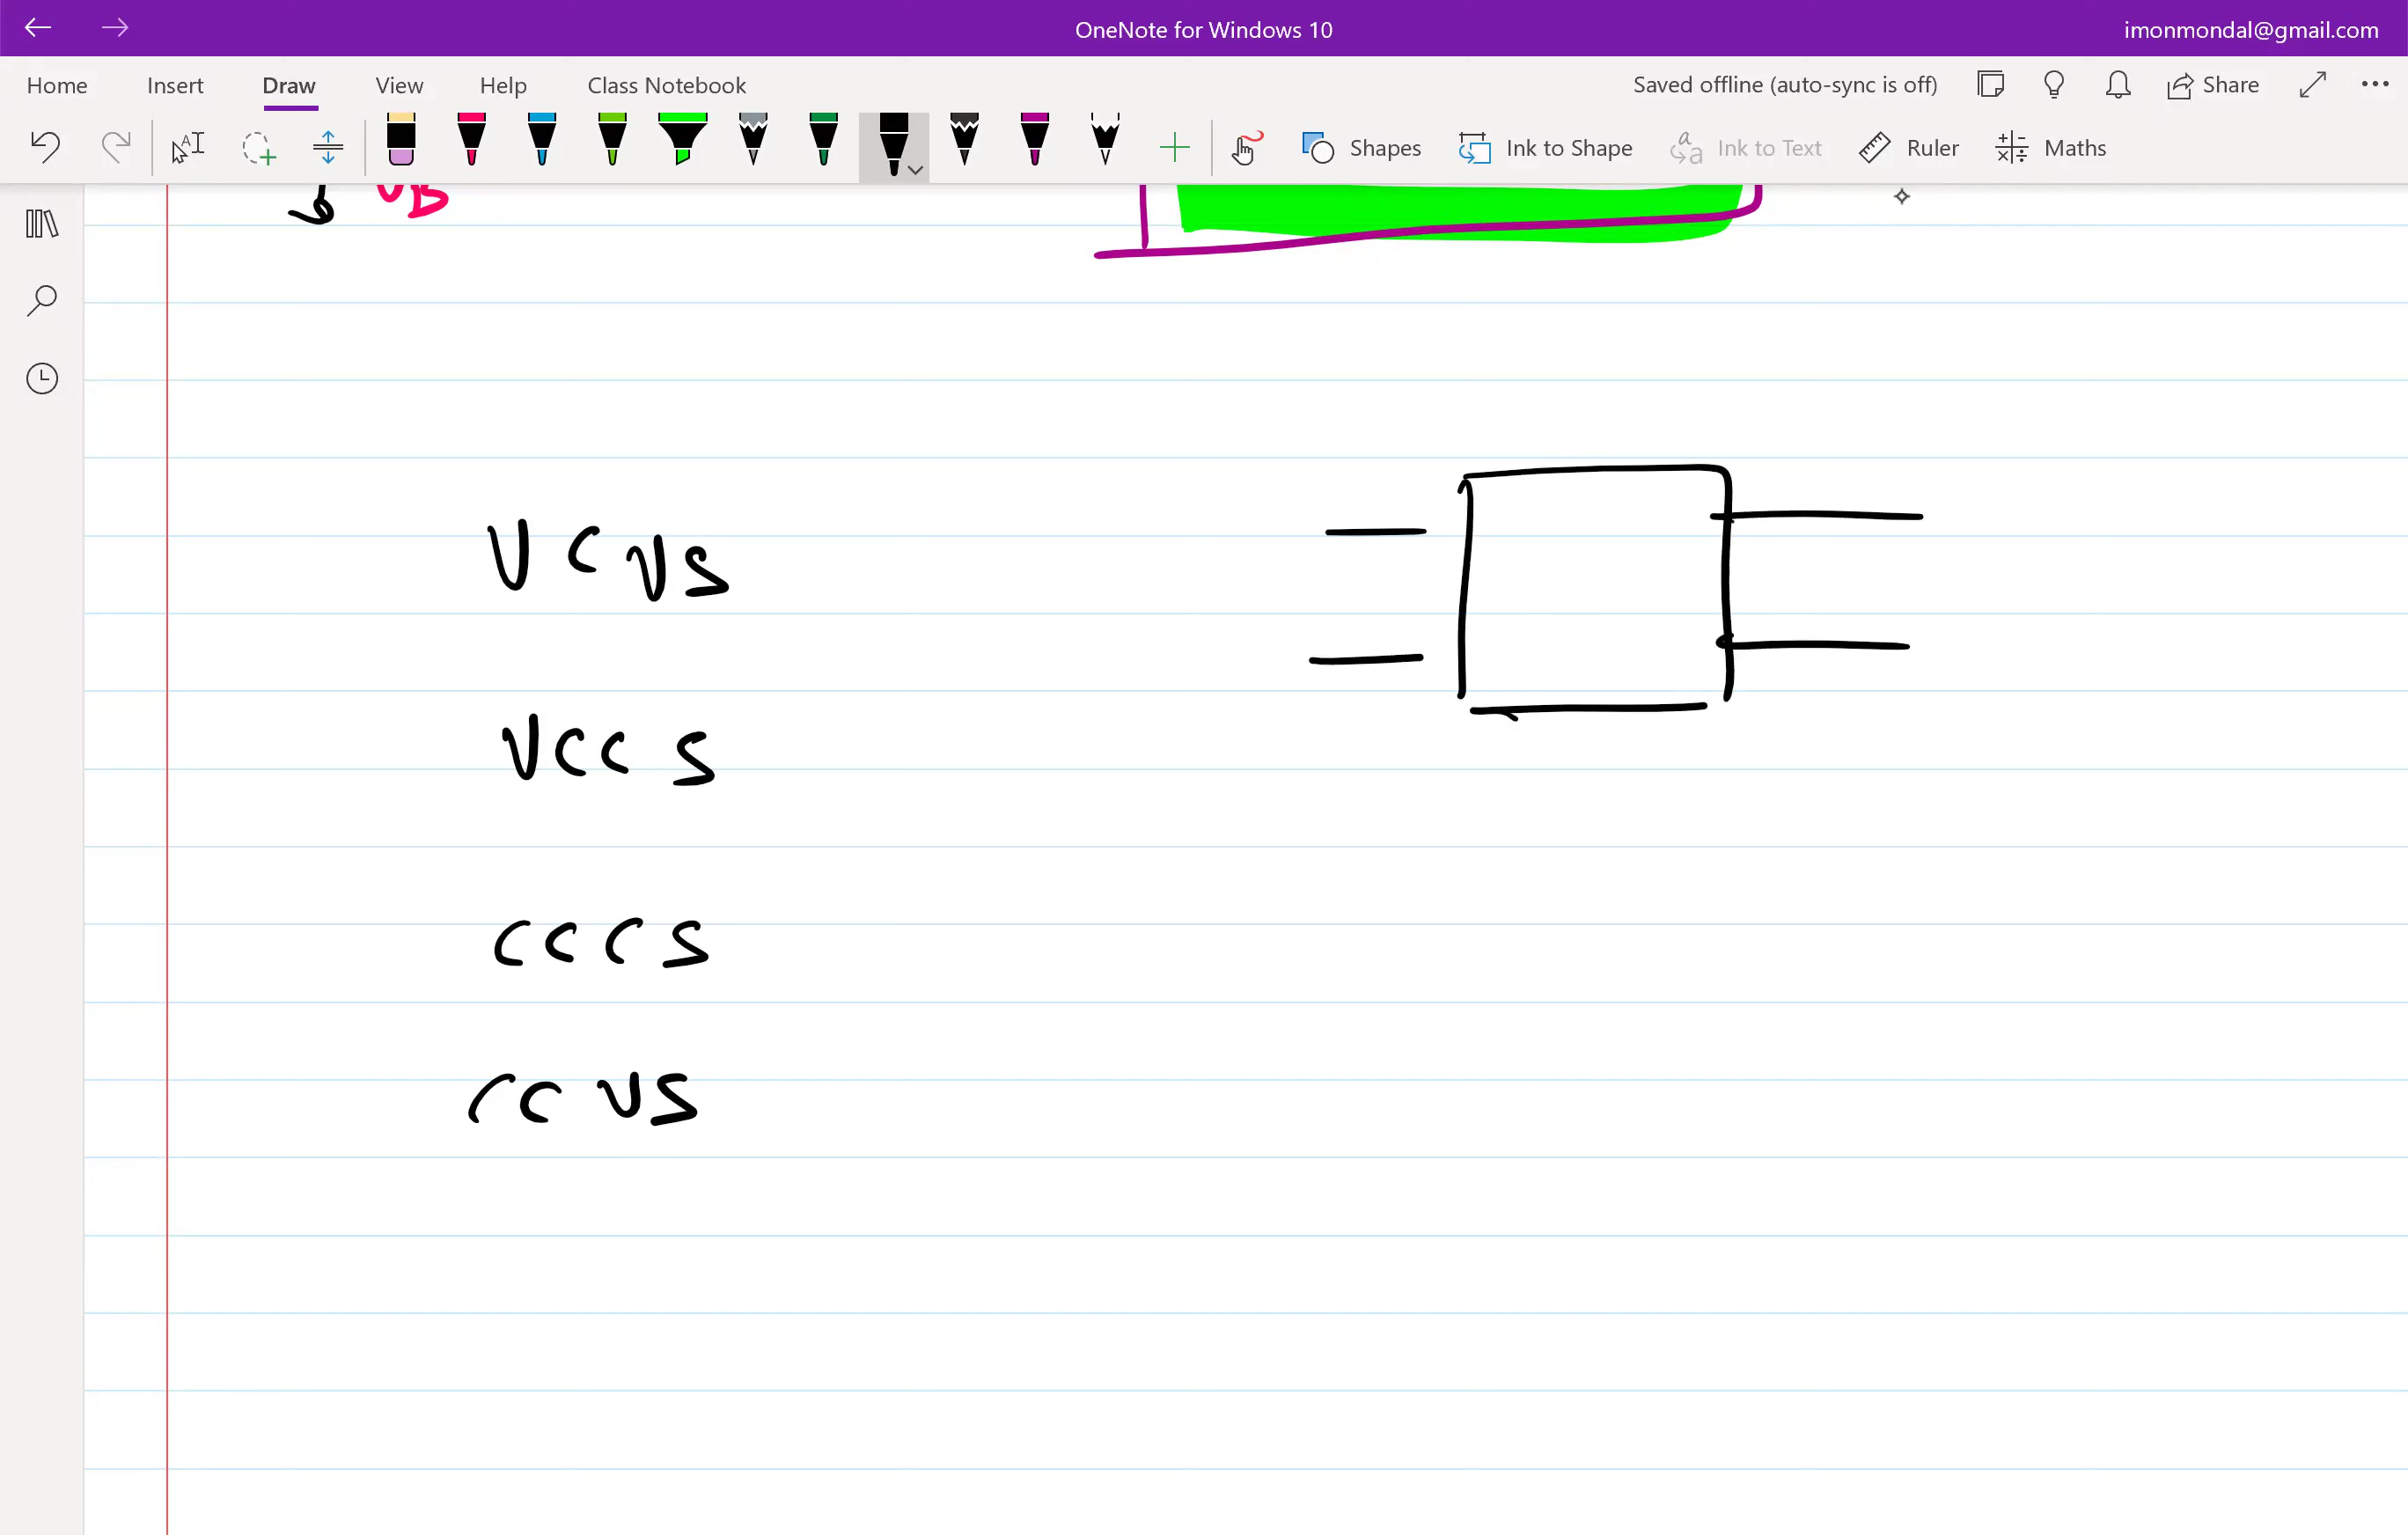 OneNote for Windows 10
imonmondal@gmail.com
Home Insert Draw View Help Class Notebook
Saved offline (auto-sync is off) Share
Shapes Ink to Shape Ink to Text Ruler Maths
VB
VCVS
VCCS
CCCS
CCVS